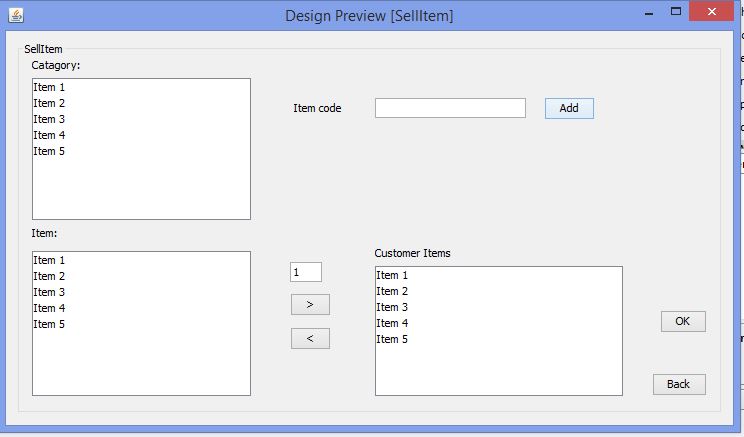 Design Preview [SellItem]
SellItem
Catagory:
Item 1
Item 2
Item 3
Item 4
Item 5
Item code
Add
Item:
Item 1
Item 2
Item 3
Item 4
Item 5
1
>
<
Customer Items
Item 1
Item 2
Item 3
Item 4
Item 5
OK
Back